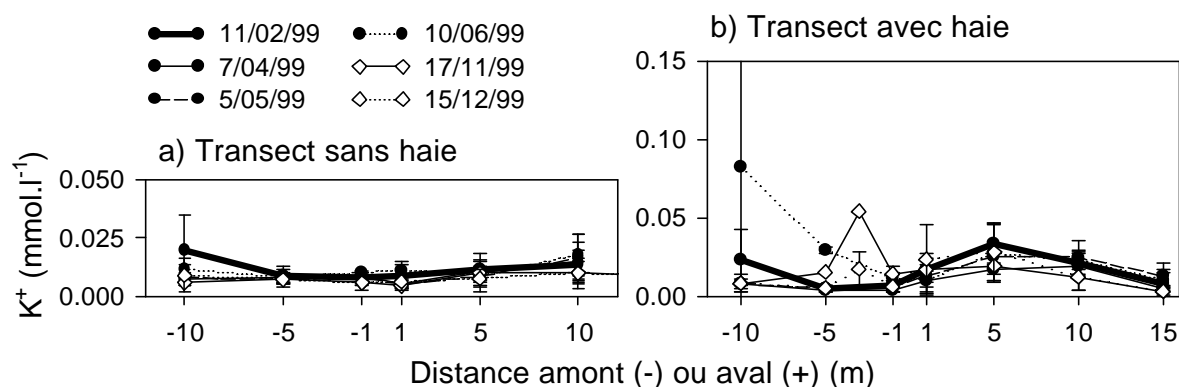 11/02/99 10/06/99
7/04/99 17/11/99
5/05/99 15/12/99
a) Transect sans haie
b) Transect avec haie
K⁺ (mmol.l⁻¹)
0.050
0.025
0.000
-10 -5 -1 1 5 10
0.15
0.10
0.05
0.00
-10 -5 -1 1 5 10 15
Distance amont (-) ou aval (+) (m)